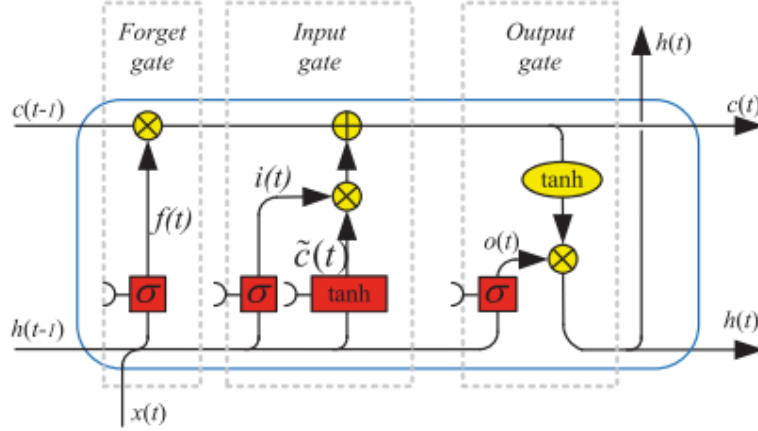 Forget
gate
Input
gate
Output
gate
h(t)
c(t-1)
c(t)
i(t)
tanh
f(t)
c̃(t)
o(t)
σ
σ
tanh
σ
h(t-1)
h(t)
x(t)